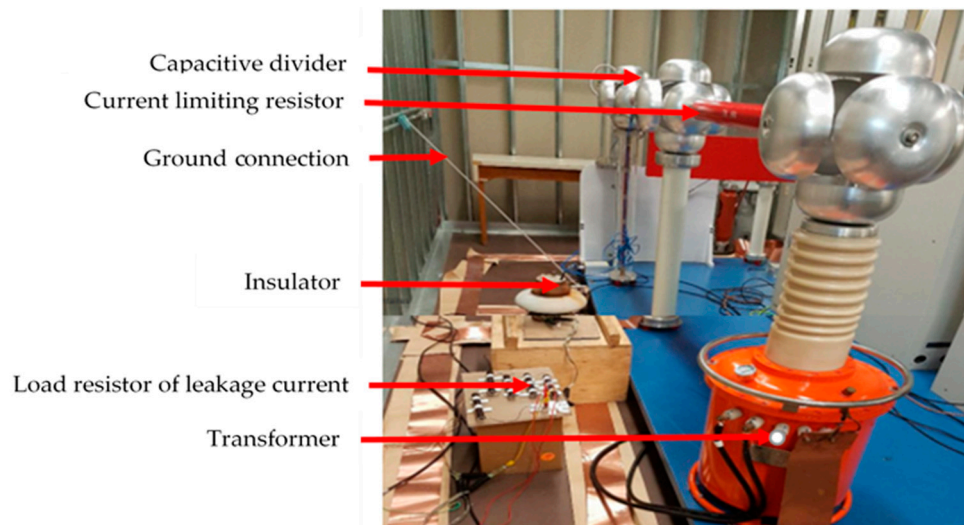 Capacitive divider
Current limiting resistor
Ground connection
Insulator
Load resistor of leakage current
Transformer